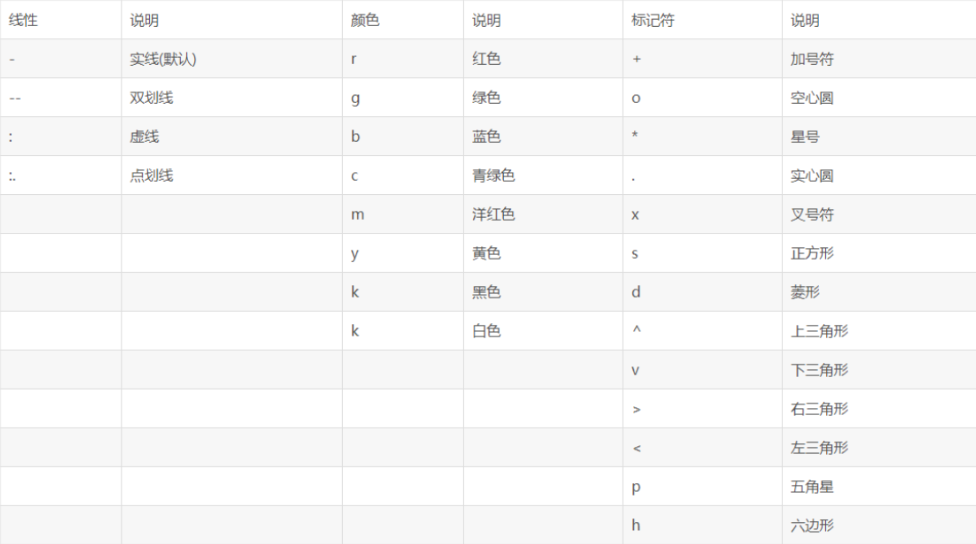 线性 说明 颜色 说明 标记符 说明
- 实线(默认) r 红色 + 加号符
-- 双划线 g 绿色 o 空心圆
: 虚线 b 蓝色 * 星号
:. 点划线 c 青绿色 . 实心圆
m 洋红色 x 叉号符
y 黄色 s 正方形
k 黑色 d 菱形
k 白色 ^ 上三角形
v 下三角形
> 右三角形
< 左三角形
p 五角星
h 六边形